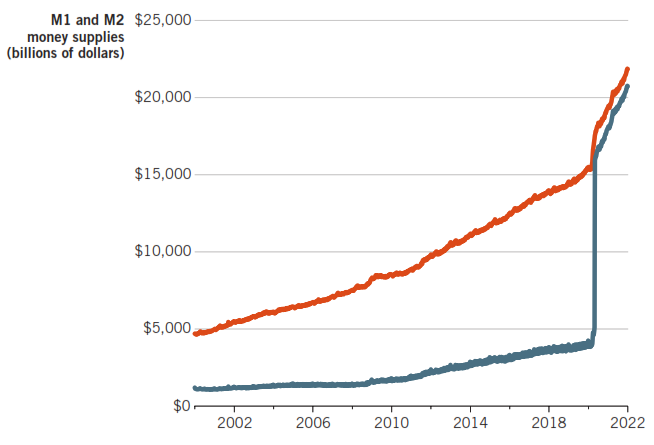 M1 and M2
money supplies
(billions of dollars)
$25,000
$20,000
$15,000
$10,000
$5,000
$0
2002 2006 2010 2014 2018 2022